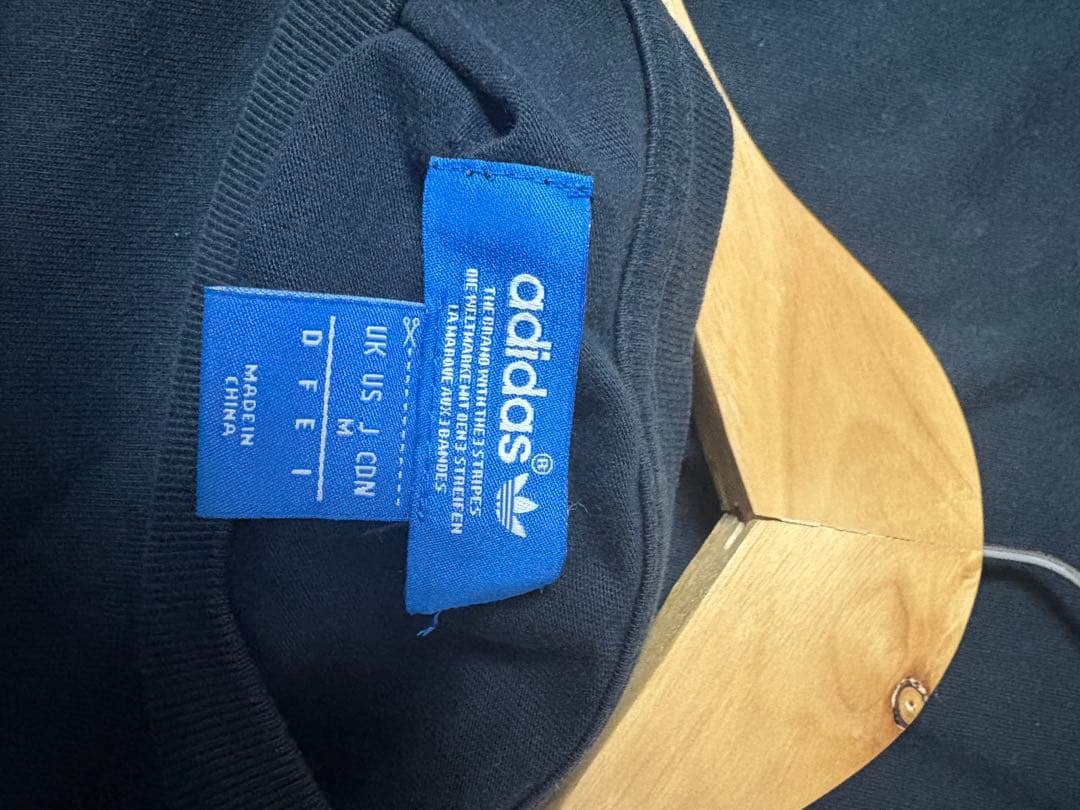 adidas®
THE BRAND WITH THE 3 STRIPES
DIE WELTMARKE MIT DEN 3 STREIFEN
LA MARQUE AUX 3 BANDES
UK US J CDN
M
D F E I
MADE IN
CHINA